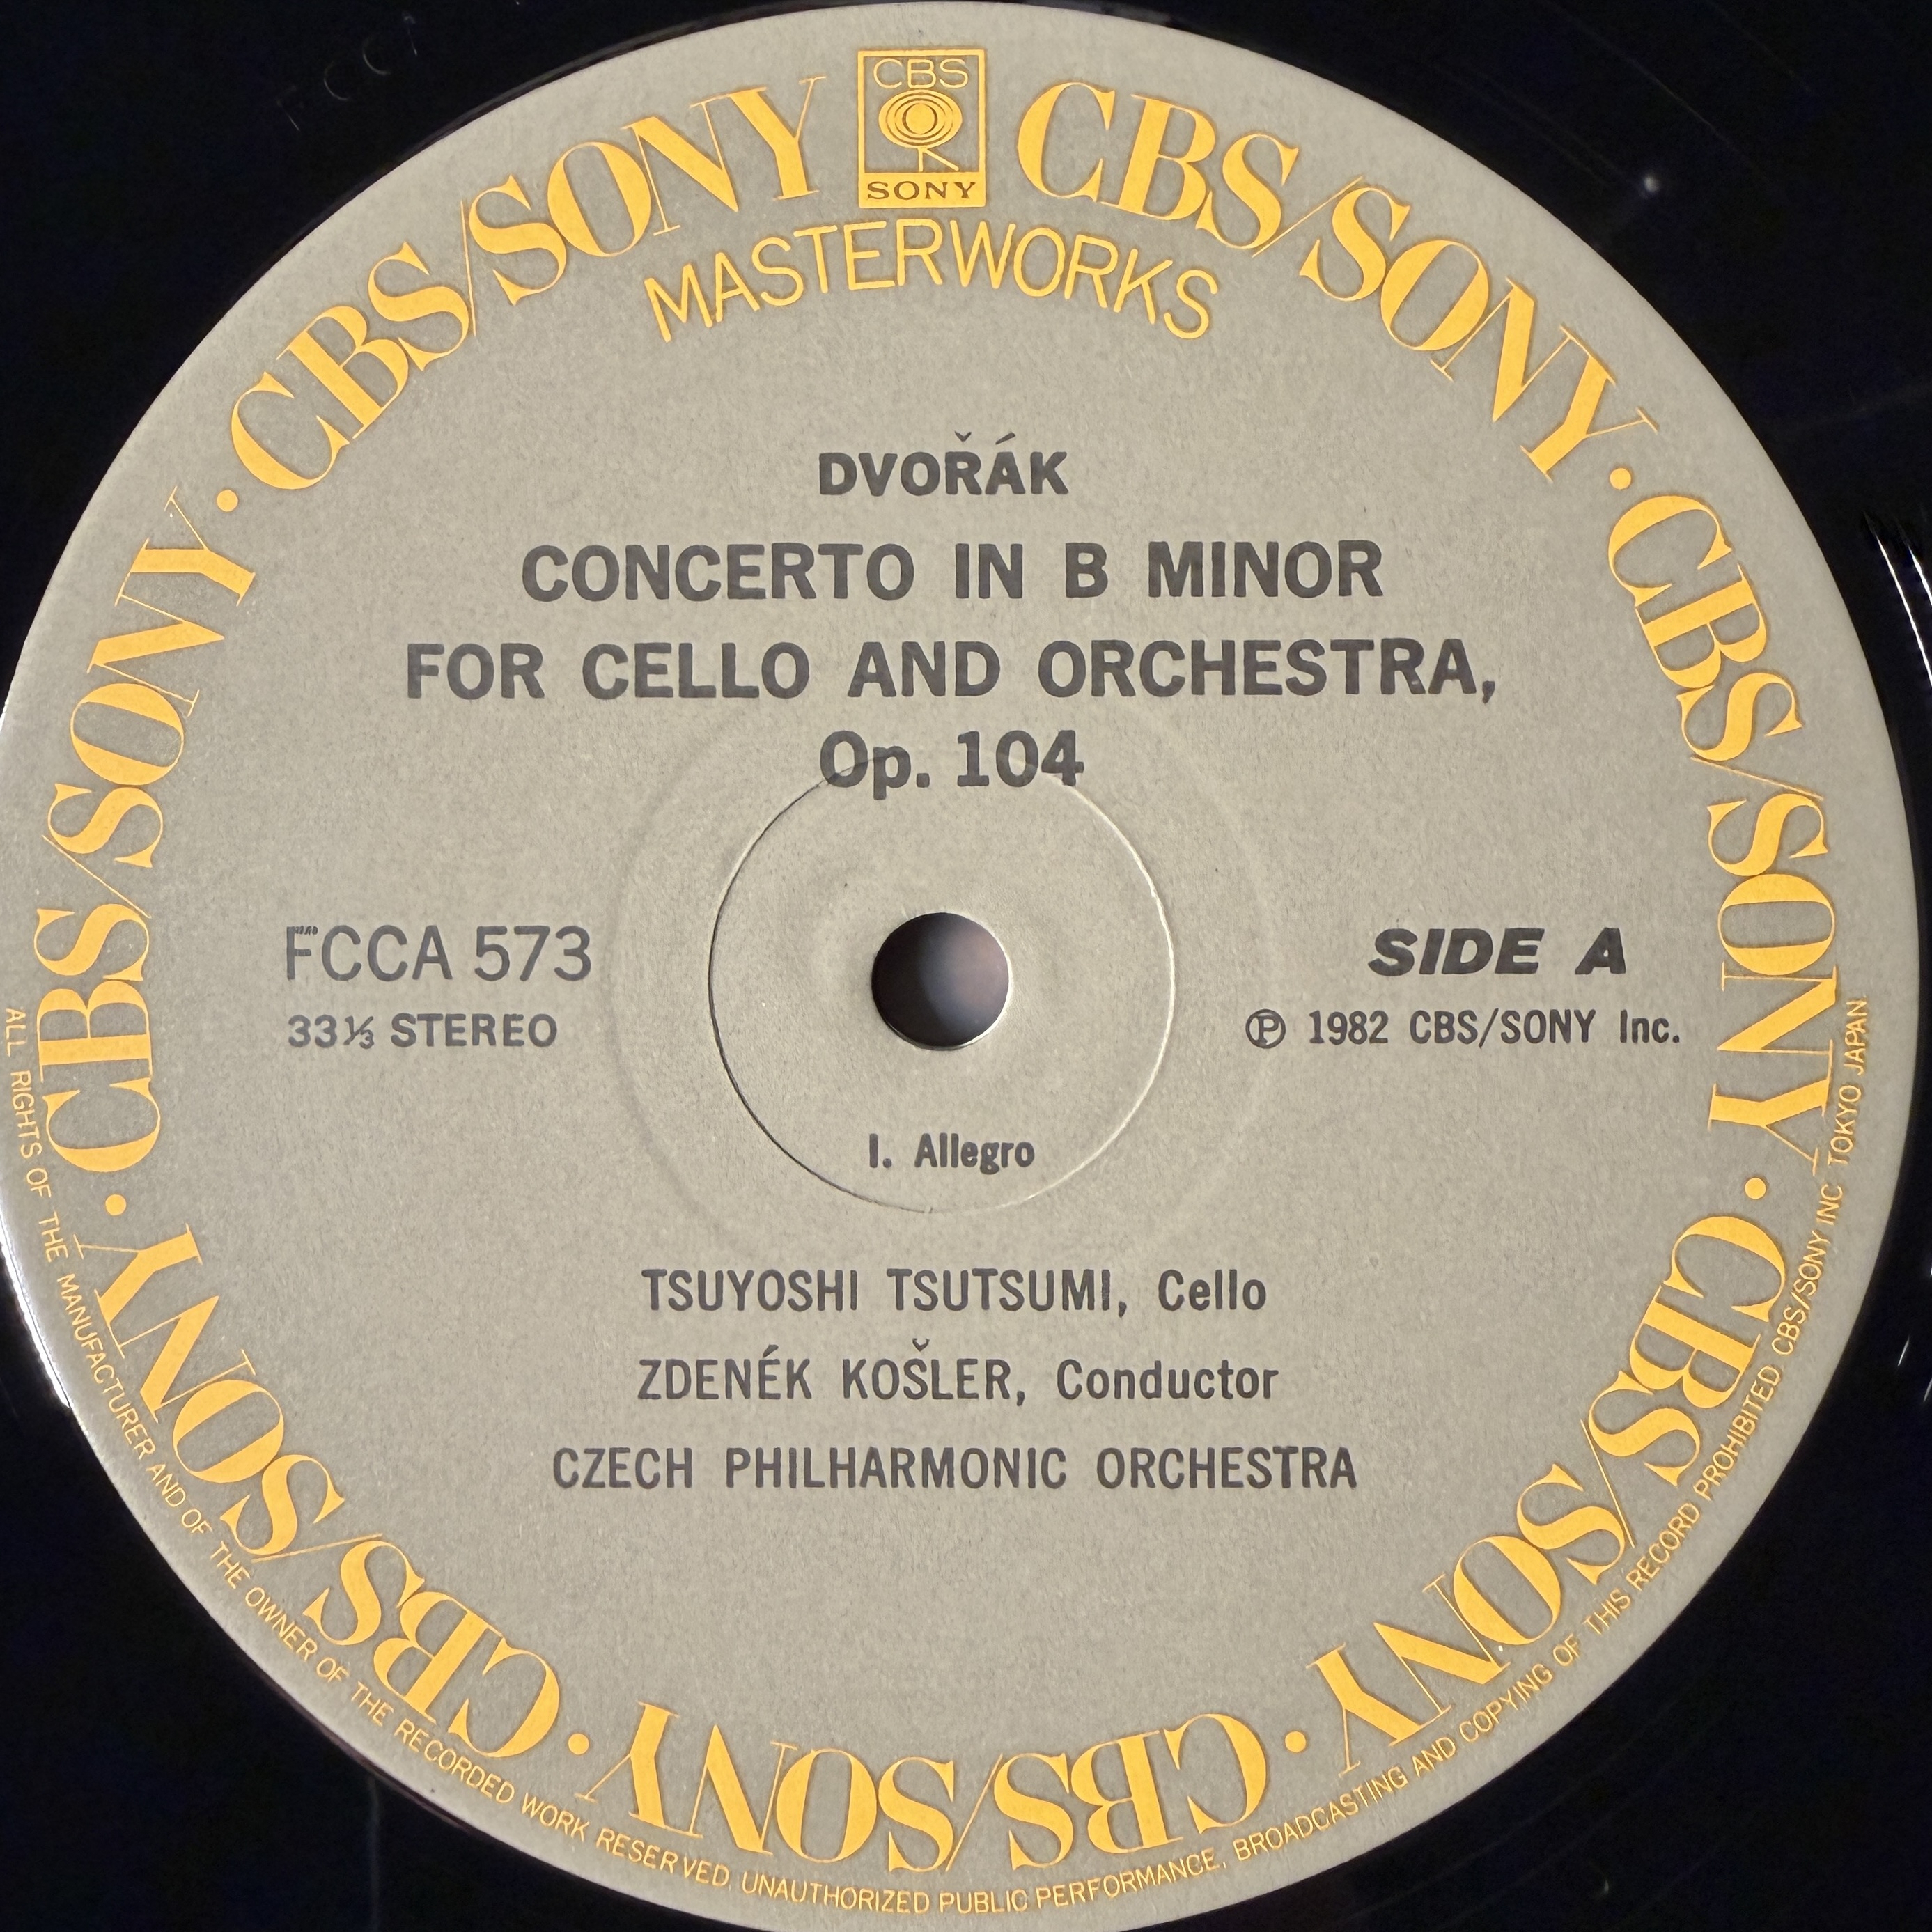 CBS
SONY
CBS/SONY · CBS/SONY · CBS/SONY · CBS/SONY · CBS/SONY · CBS/SONY · CBS/SONY · CBS/SONY
MASTERWORKS
DVOŘÁK
CONCERTO IN B MINOR
FOR CELLO AND ORCHESTRA,
Op. 104
FCCA 573
33⅓ STEREO
SIDE A
Ⓟ 1982 CBS/SONY Inc.
I. Allegro
TSUYOSHI TSUTSUMI, Cello
ZDENÉK KOŠLER, Conductor
CZECH PHILHARMONIC ORCHESTRA
ALL RIGHTS OF THE MANUFACTURER AND OF THE OWNER OF THE RECORDED WORK RESERVED. UNAUTHORIZED PUBLIC PERFORMANCE, BROADCASTING AND COPYING OF THIS RECORD PROHIBITED CBS/SONY INC TOKYO JAPAN